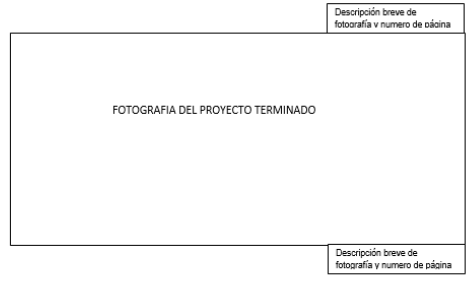 Descripción breve de
fotografía y numero de página
FOTOGRAFIA DEL PROYECTO TERMINADO
Descripción breve de
fotografía y numero de página